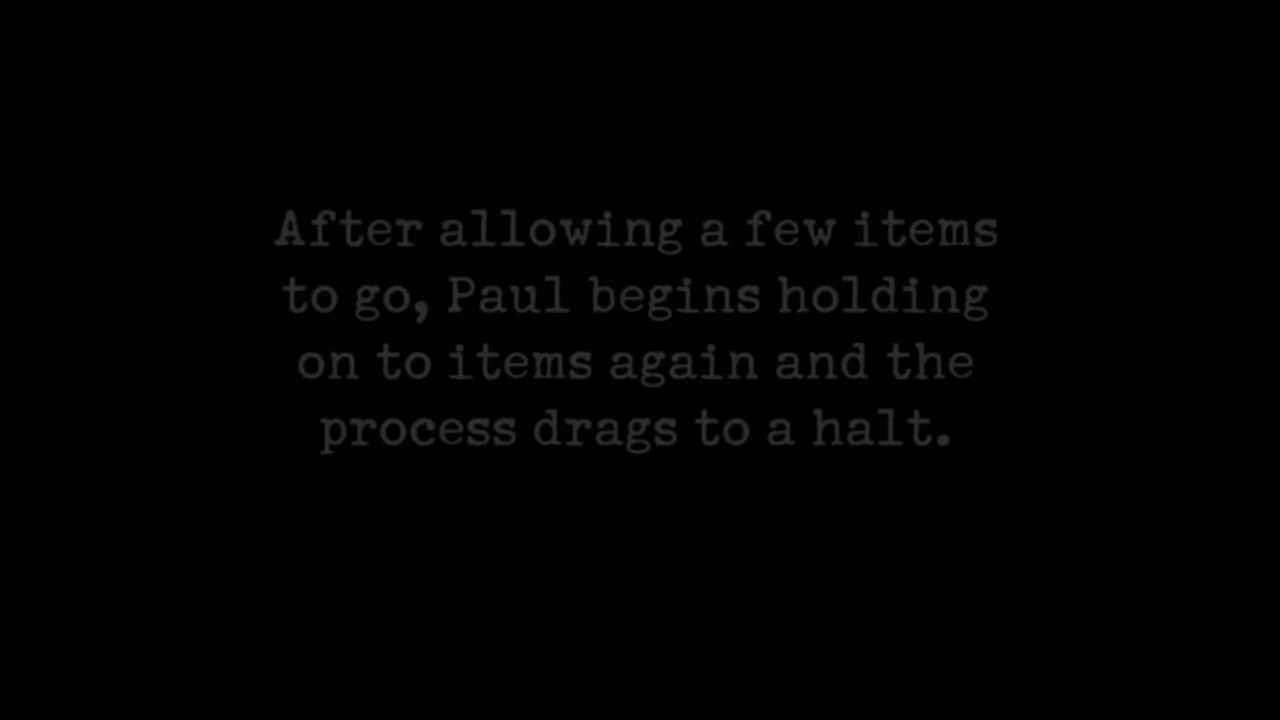 After allowing a few items
to go, Paul begins holding
on to items again and the
process drags to a halt.